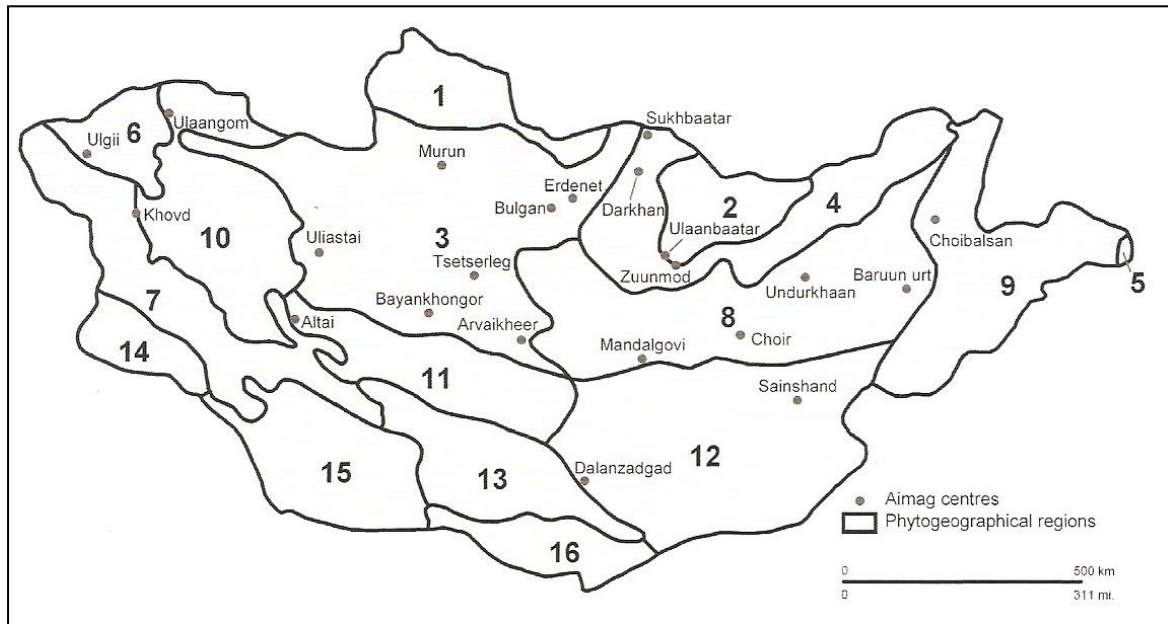 1
Sukhbaatar
Ulaangom
6
Ulgii
Murun
Erdenet
Darkhan
2
4
Bulgan
Khovd
Ulaanbaatar
Choibalsan
10
3
Uliastai
Tsetserleg
Zuunmod
Undurkhaan
Baruun urt
9
5
7
Bayankhongor
Altai
Arvaikheer
8
Choir
14
Mandalgovi
11
Sainshand
15
13
Dalanzadgad
12
16
Aimag centres
Phytogeographical regions
0
500 km
0
311 mi.